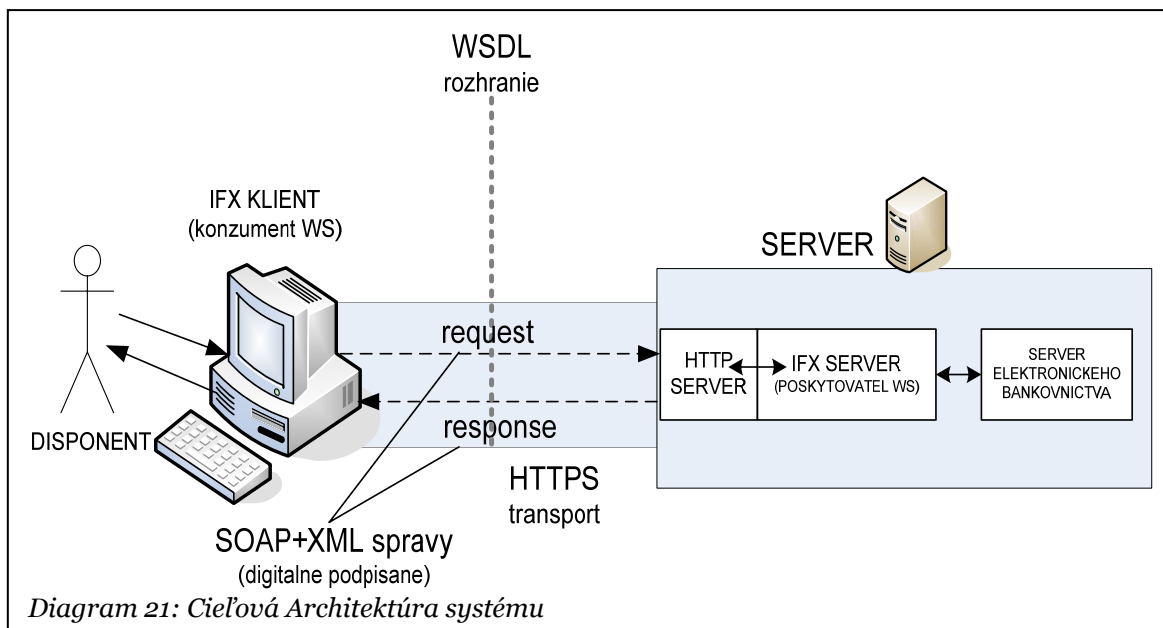 WSDL
rozhranie
IFX KLIENT
(konzument WS)
SERVER
DISPONENT
request
response
HTTP
SERVER
IFX SERVER
(POSKYTOVATEL WS)
SERVER
ELEKTRONICKEHO
BANKOVNICTVA
HTTPS
transport
SOAP+XML spravy
(digitalne podpisane)
Diagram 21: Cieľová Architektúra systému